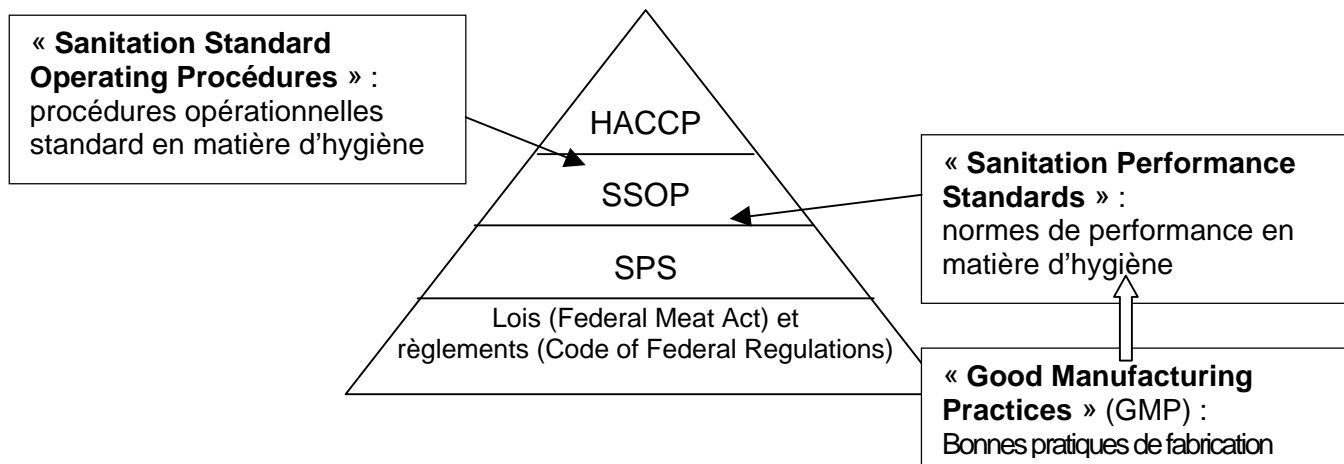 « Sanitation Standard
Operating Procédures » :
procédures opérationnelles
standard en matière d’hygiène
HACCP
SSOP
SPS
Lois (Federal Meat Act) et
règlements (Code of Federal Regulations)
« Sanitation Performance
Standards » :
normes de performance en
matière d’hygiène
« Good Manufacturing
Practices » (GMP) :
Bonnes pratiques de fabrication